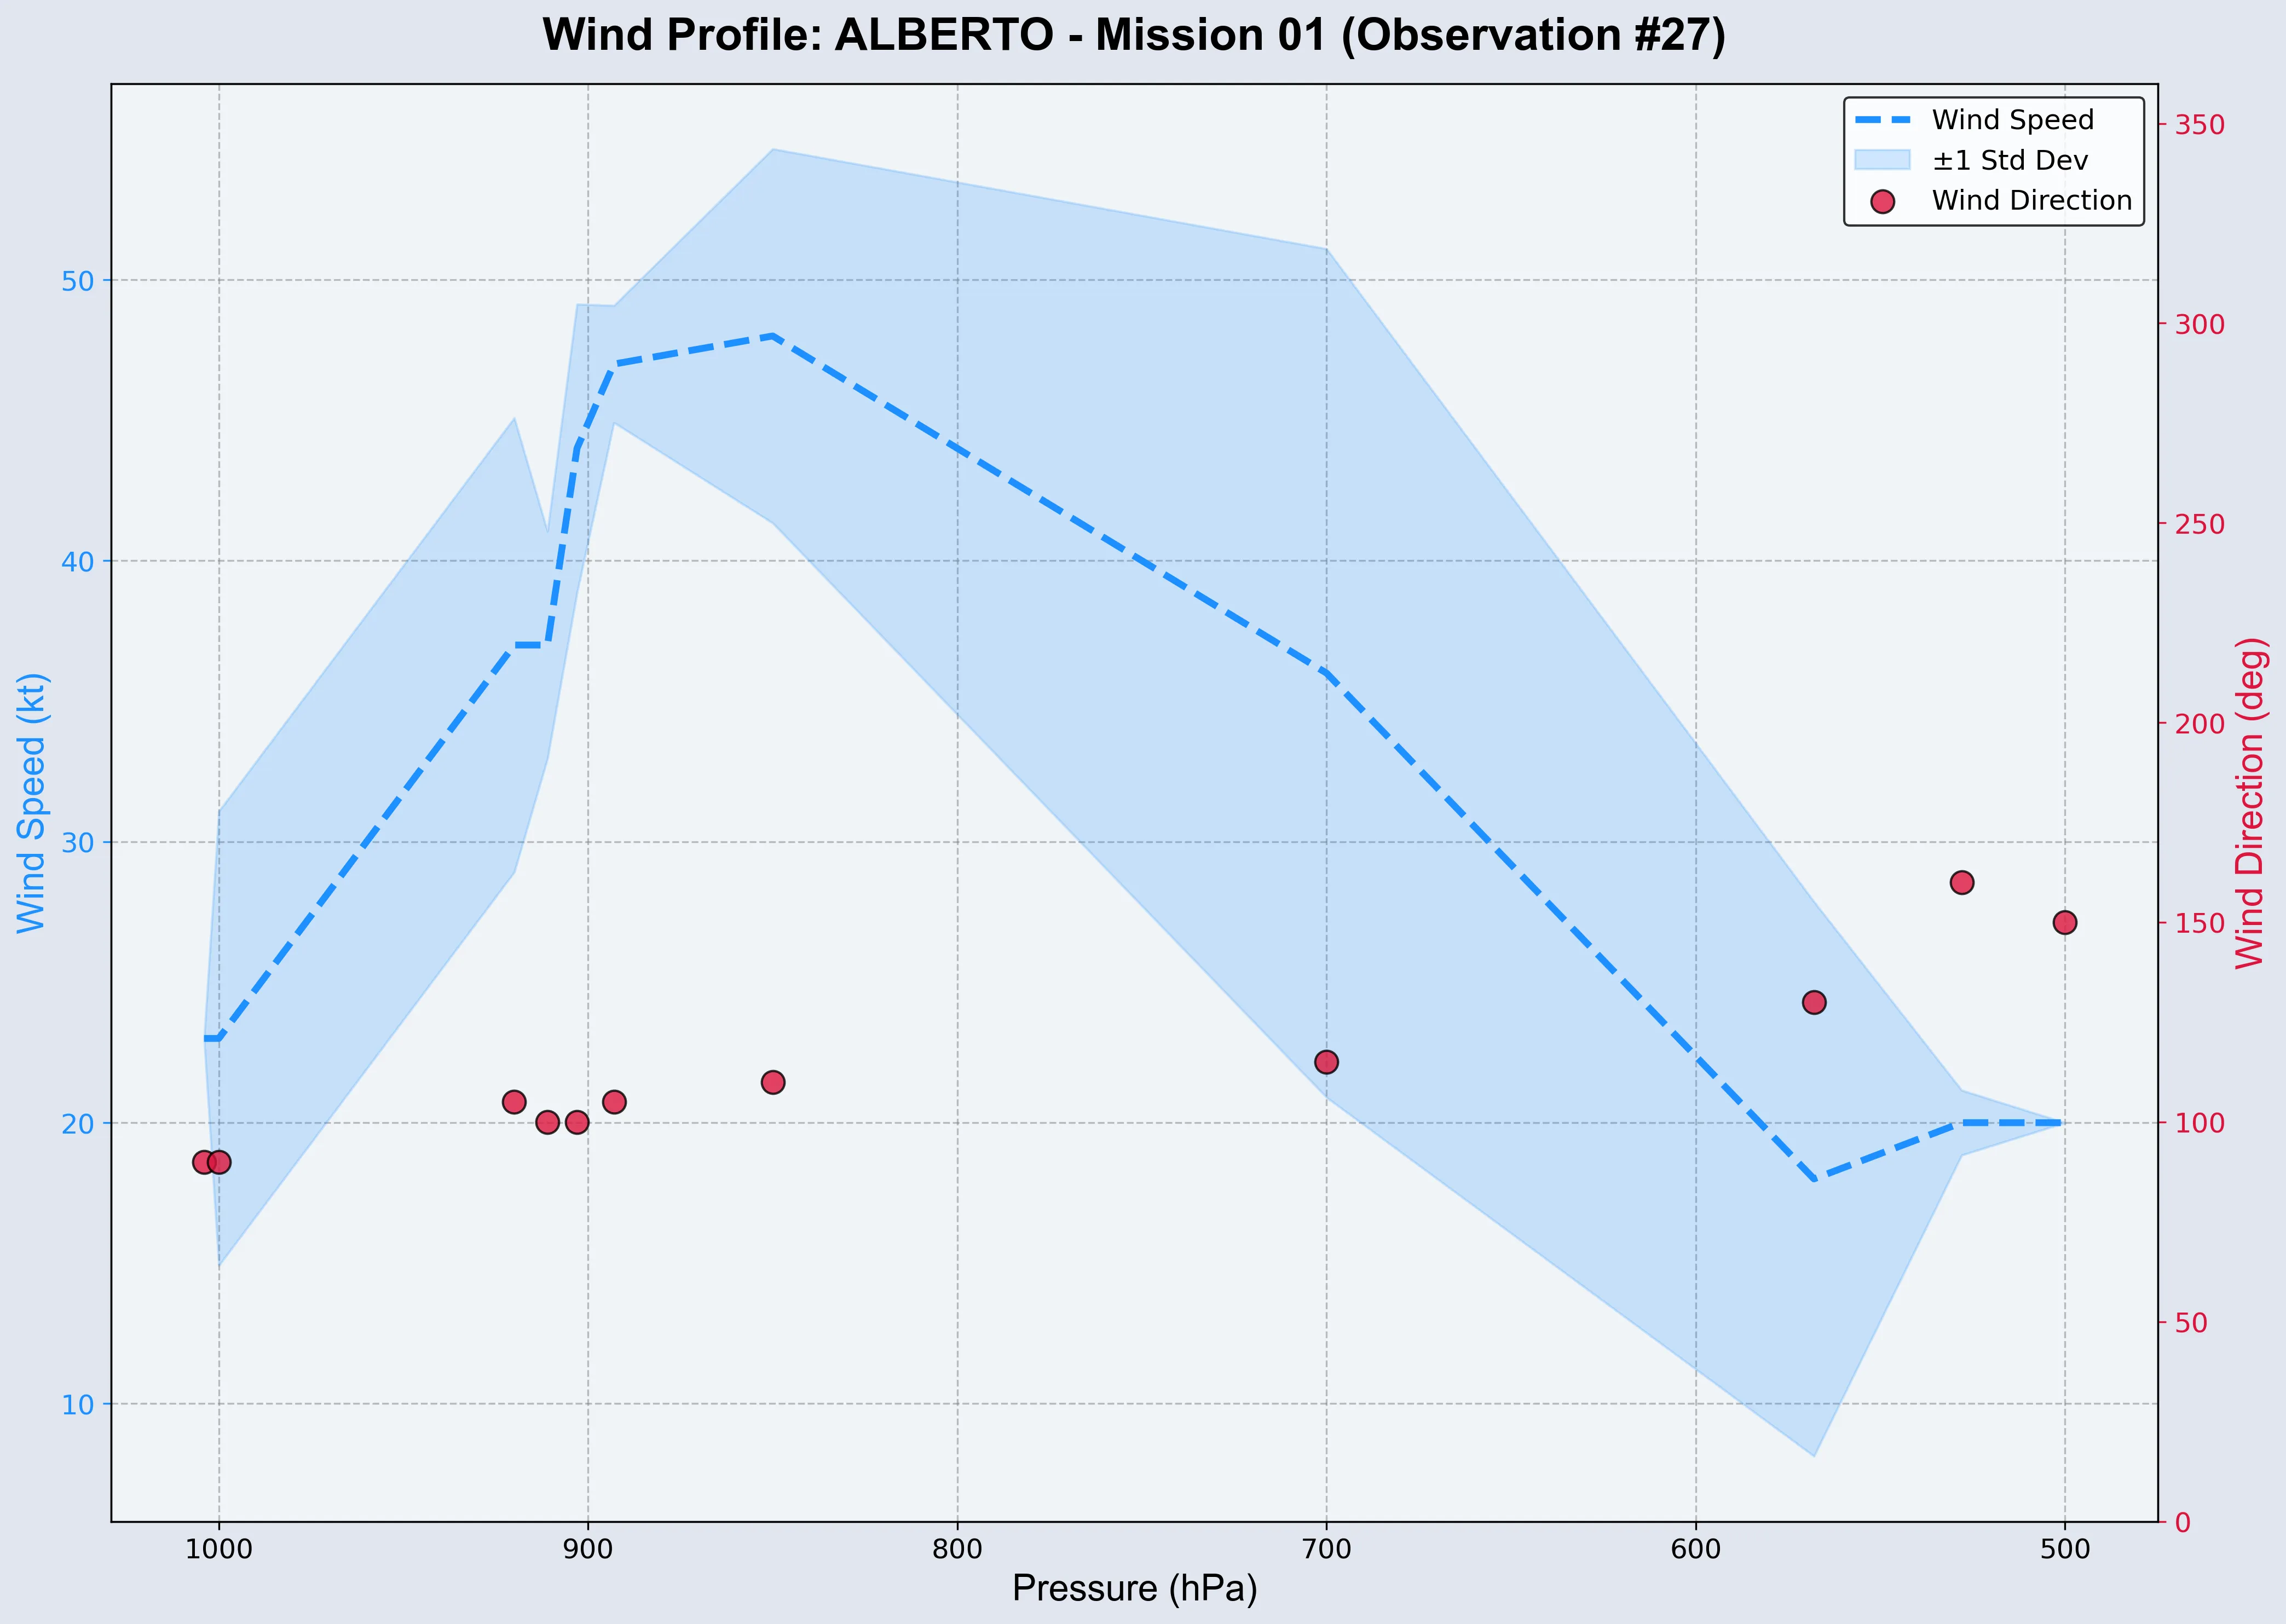 Wind Profile: ALBERTO - Mission 01 (Observation #27)
Wind Speed
±1 Std Dev
Wind Direction
50
40
30
20
10
Wind Speed (kt)
350
300
250
200
150
100
50
0
Wind Direction (deg)
1000 900 800 700 600 500
Pressure (hPa)